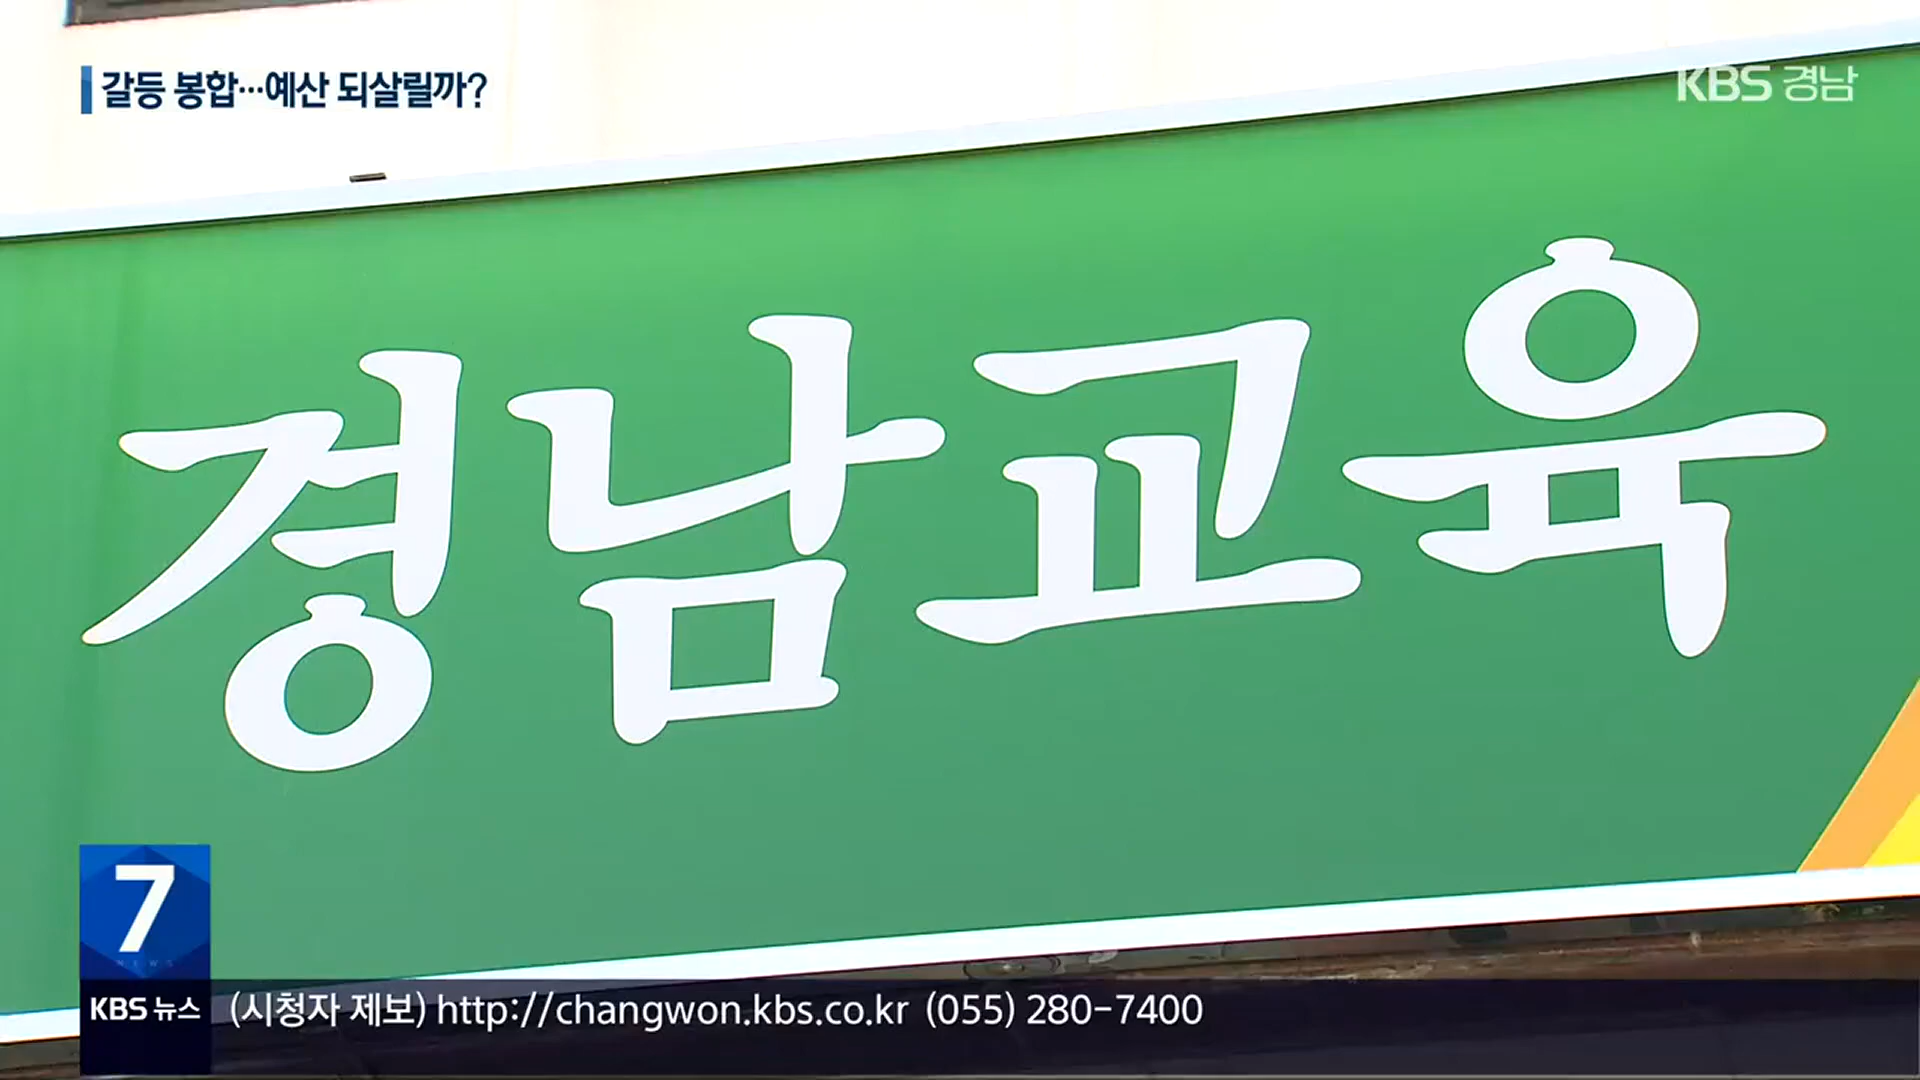 갈등 봉합…예산 되살릴까?
KBS 경남
경남교육
7
NEWS
KBS 뉴스
(시청자 제보) http://changwon.kbs.co.kr (055) 280-7400